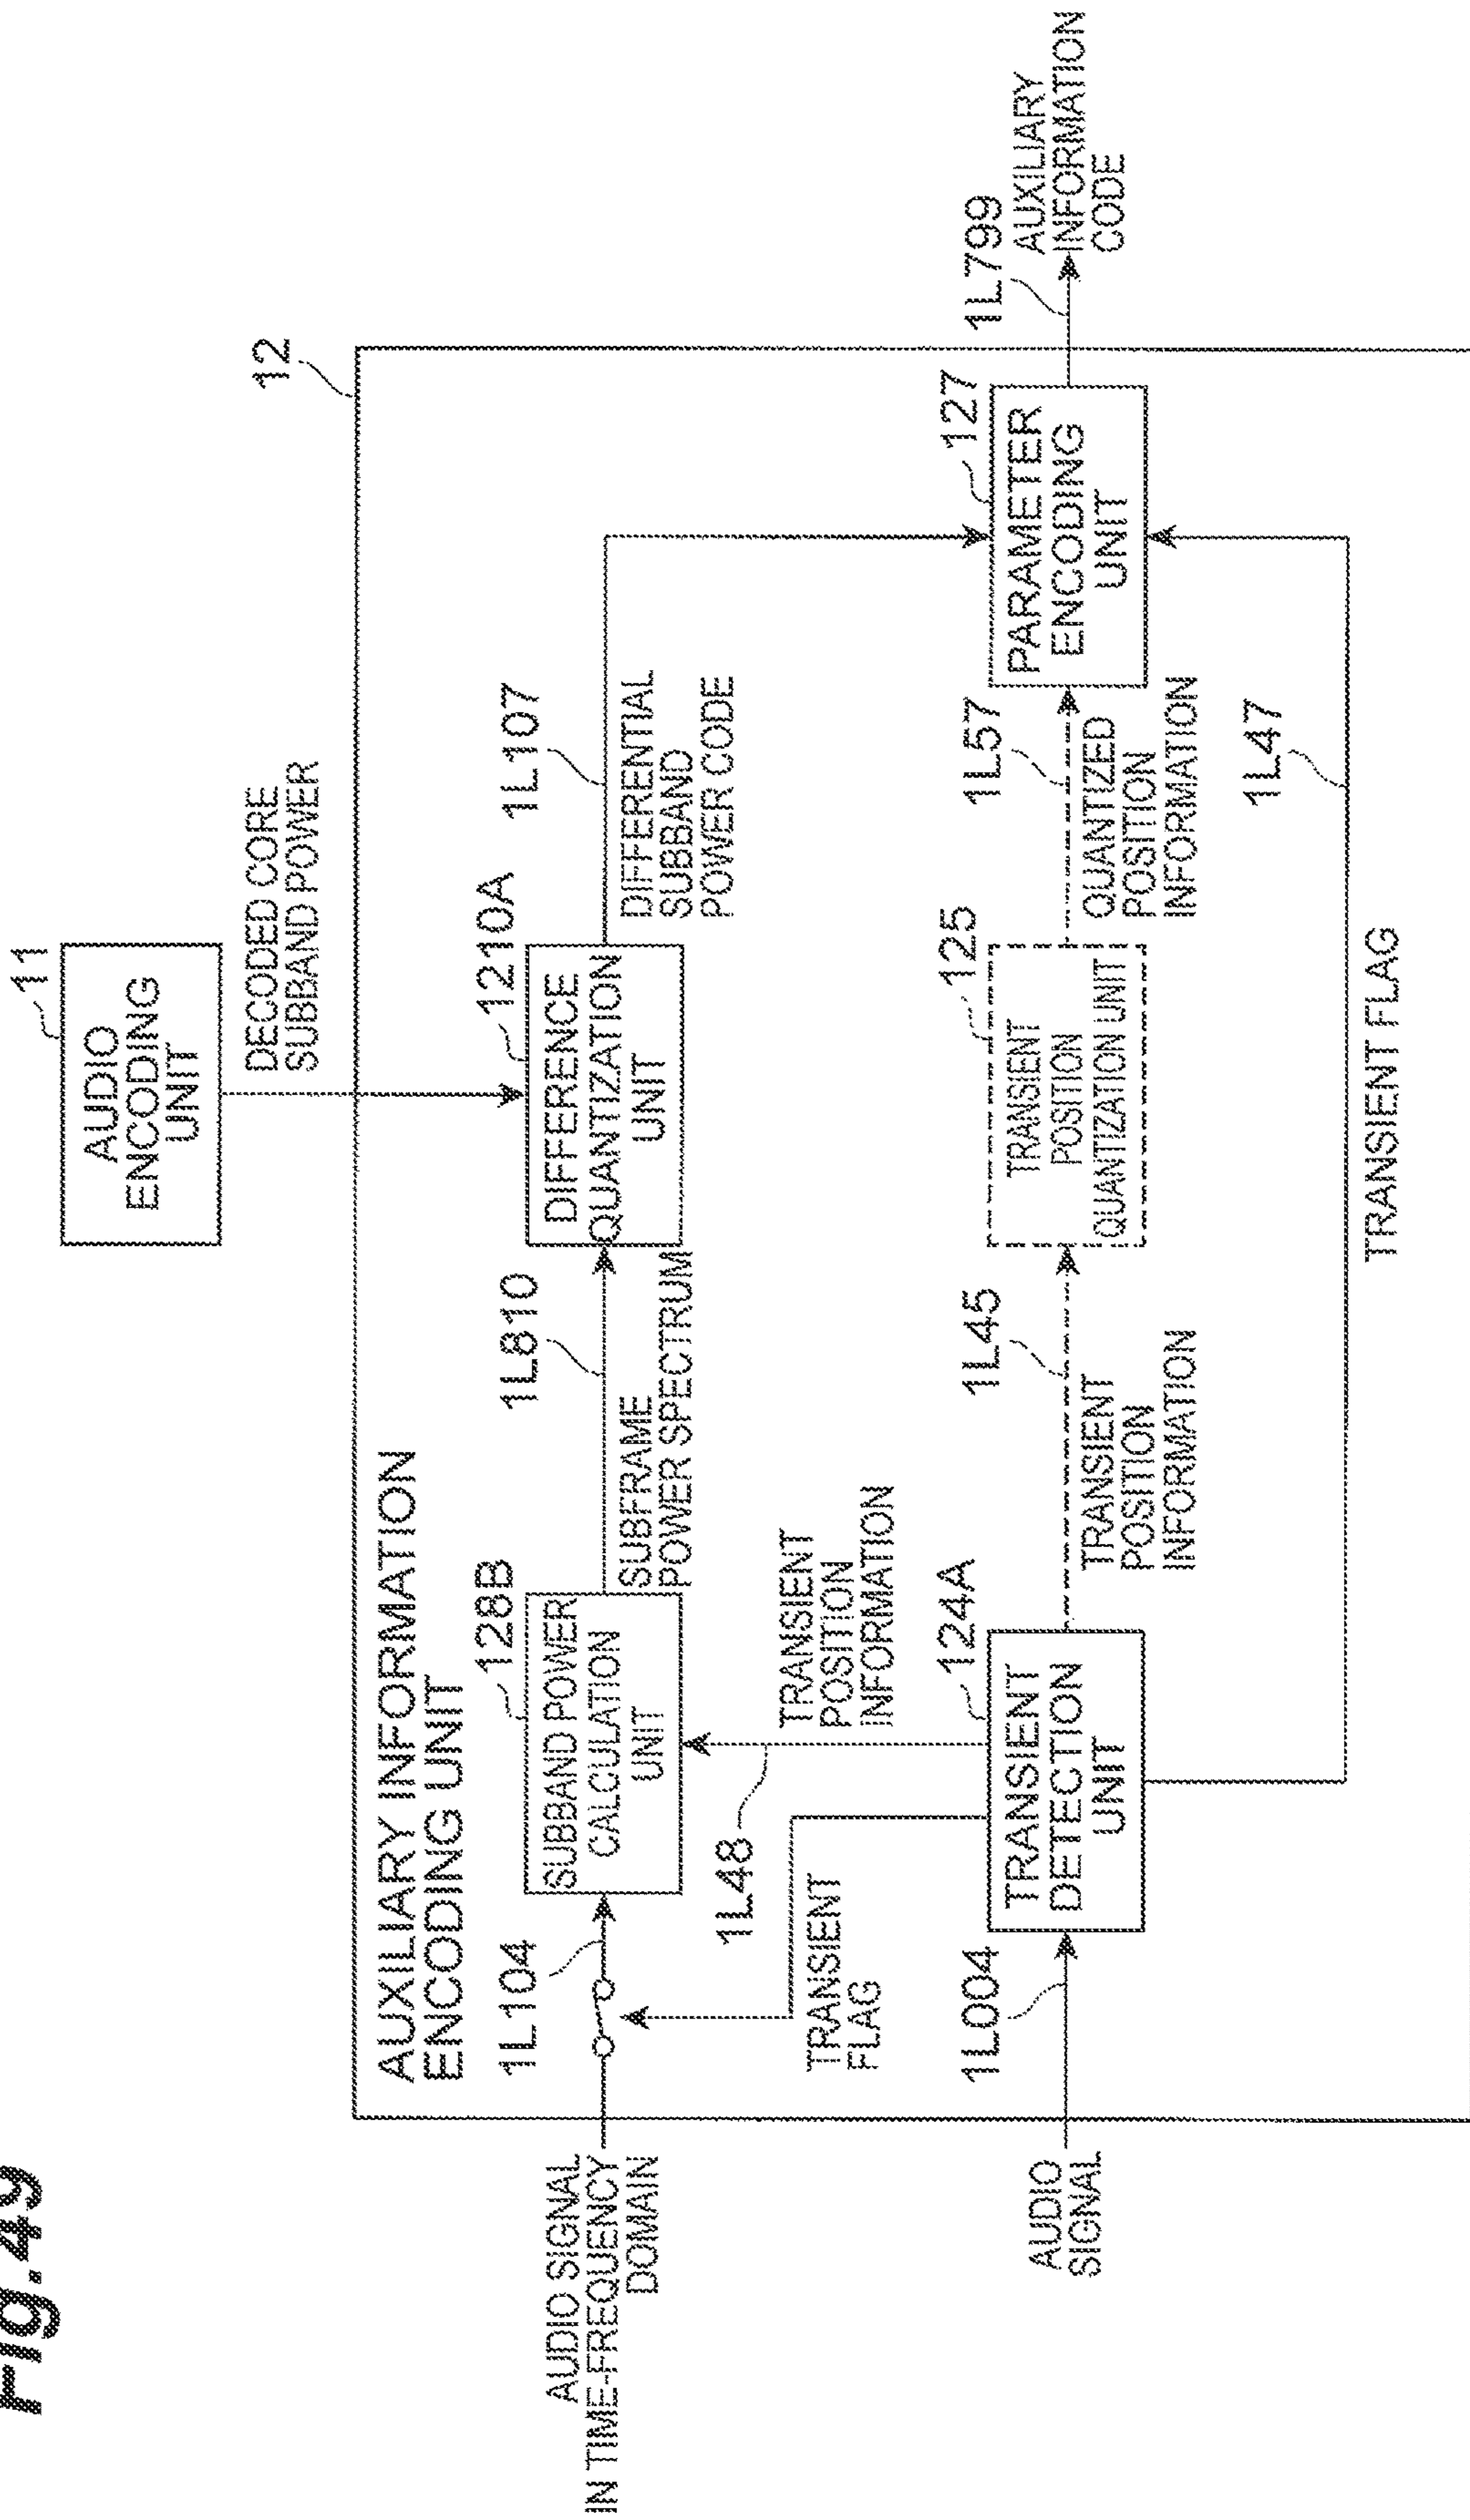 Fig.49
11
AUDIO
ENCODING
UNIT
DECODED CORE
SUBBAND POWER
12
AUXILIARY INFORMATION
ENCODING UNIT
AUDIO SIGNAL
IN TIME-FREQUENCY
DOMAIN
1L104
128B
SUBBAND POWER
CALCULATION
UNIT
1L810
SUBFRAME
POWER SPECTRUM
1210A
DIFFERENCE
QUANTIZATION
UNIT
1L107
DIFFERENTIAL
SUBBAND
POWER CODE
1L48
TRANSIENT
POSITION
INFORMATION
TRANSIENT
FLAG
AUDIO
SIGNAL
1L004
124A
TRANSIENT
DETECTION
UNIT
1L45
TRANSIENT
POSITION
INFORMATION
125
TRANSIENT
POSITION
QUANTIZATION UNIT
1L57
QUANTIZED
POSITION
INFORMATION
127
PARAMETER
ENCODING
UNIT
1L799
AUXILIARY
INFORMATION
CODE
1L47
TRANSIENT FLAG